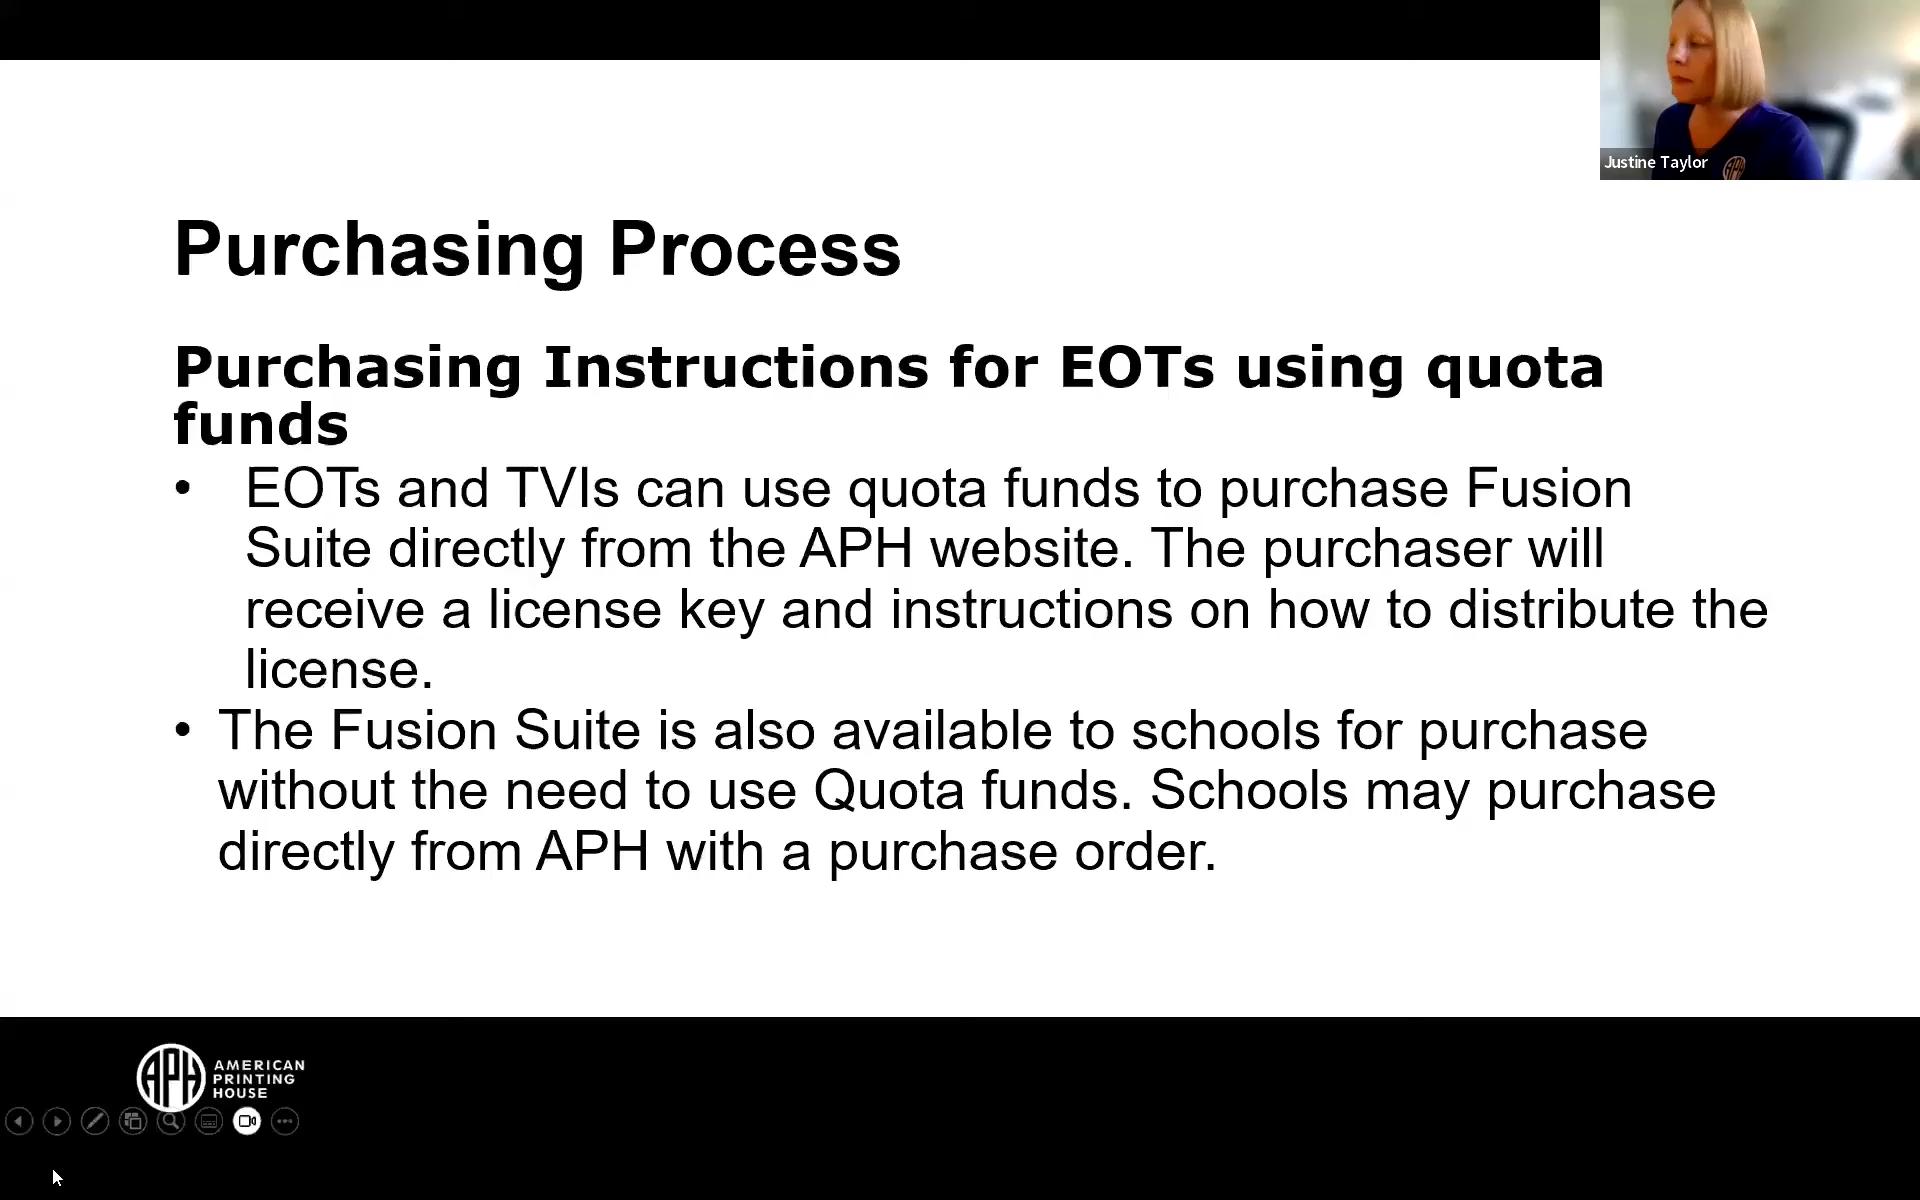 Justine Taylor
APH
Purchasing Process
Purchasing Instructions for EOTs using quota
funds
• EOTs and TVIs can use quota funds to purchase Fusion
Suite directly from the APH website. The purchaser will
receive a license key and instructions on how to distribute the
license.
• The Fusion Suite is also available to schools for purchase
without the need to use Quota funds. Schools may purchase
directly from APH with a purchase order.
APH
AMERICAN
PRINTING
HOUSE